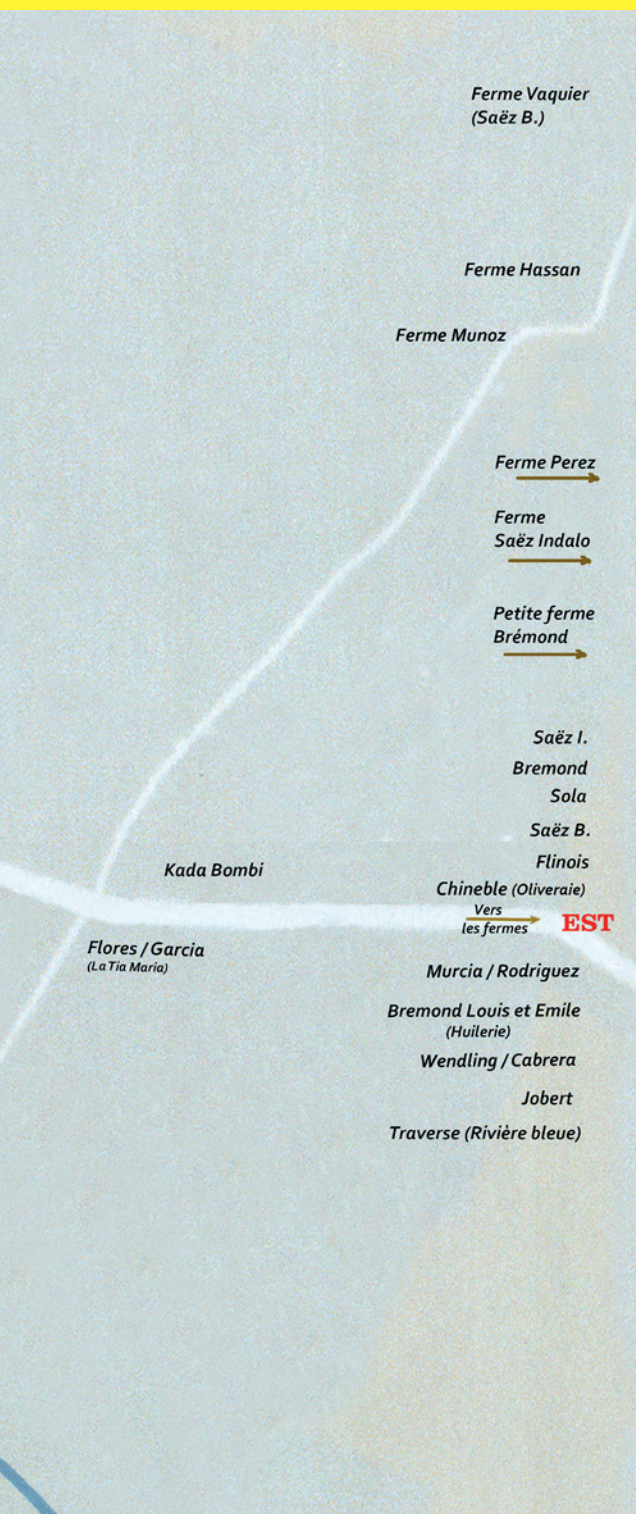 Ferme Vaquier
(Saëz B.)
Ferme Hassan
Ferme Munoz
Ferme Perez
Ferme
Saëz Indalo
Petite ferme
Brémond
Saëz I.
Bremond
Sola
Saëz B.
Flinois
Kada Bombi
Chineble (Oliveraie)
Vers
les fermes
EST
Flores / Garcia
(La Tia Maria)
Murcia / Rodriguez
Bremond Louis et Emile
(Huilerie)
Wendling / Cabrera
Jobert
Traverse (Rivière bleue)